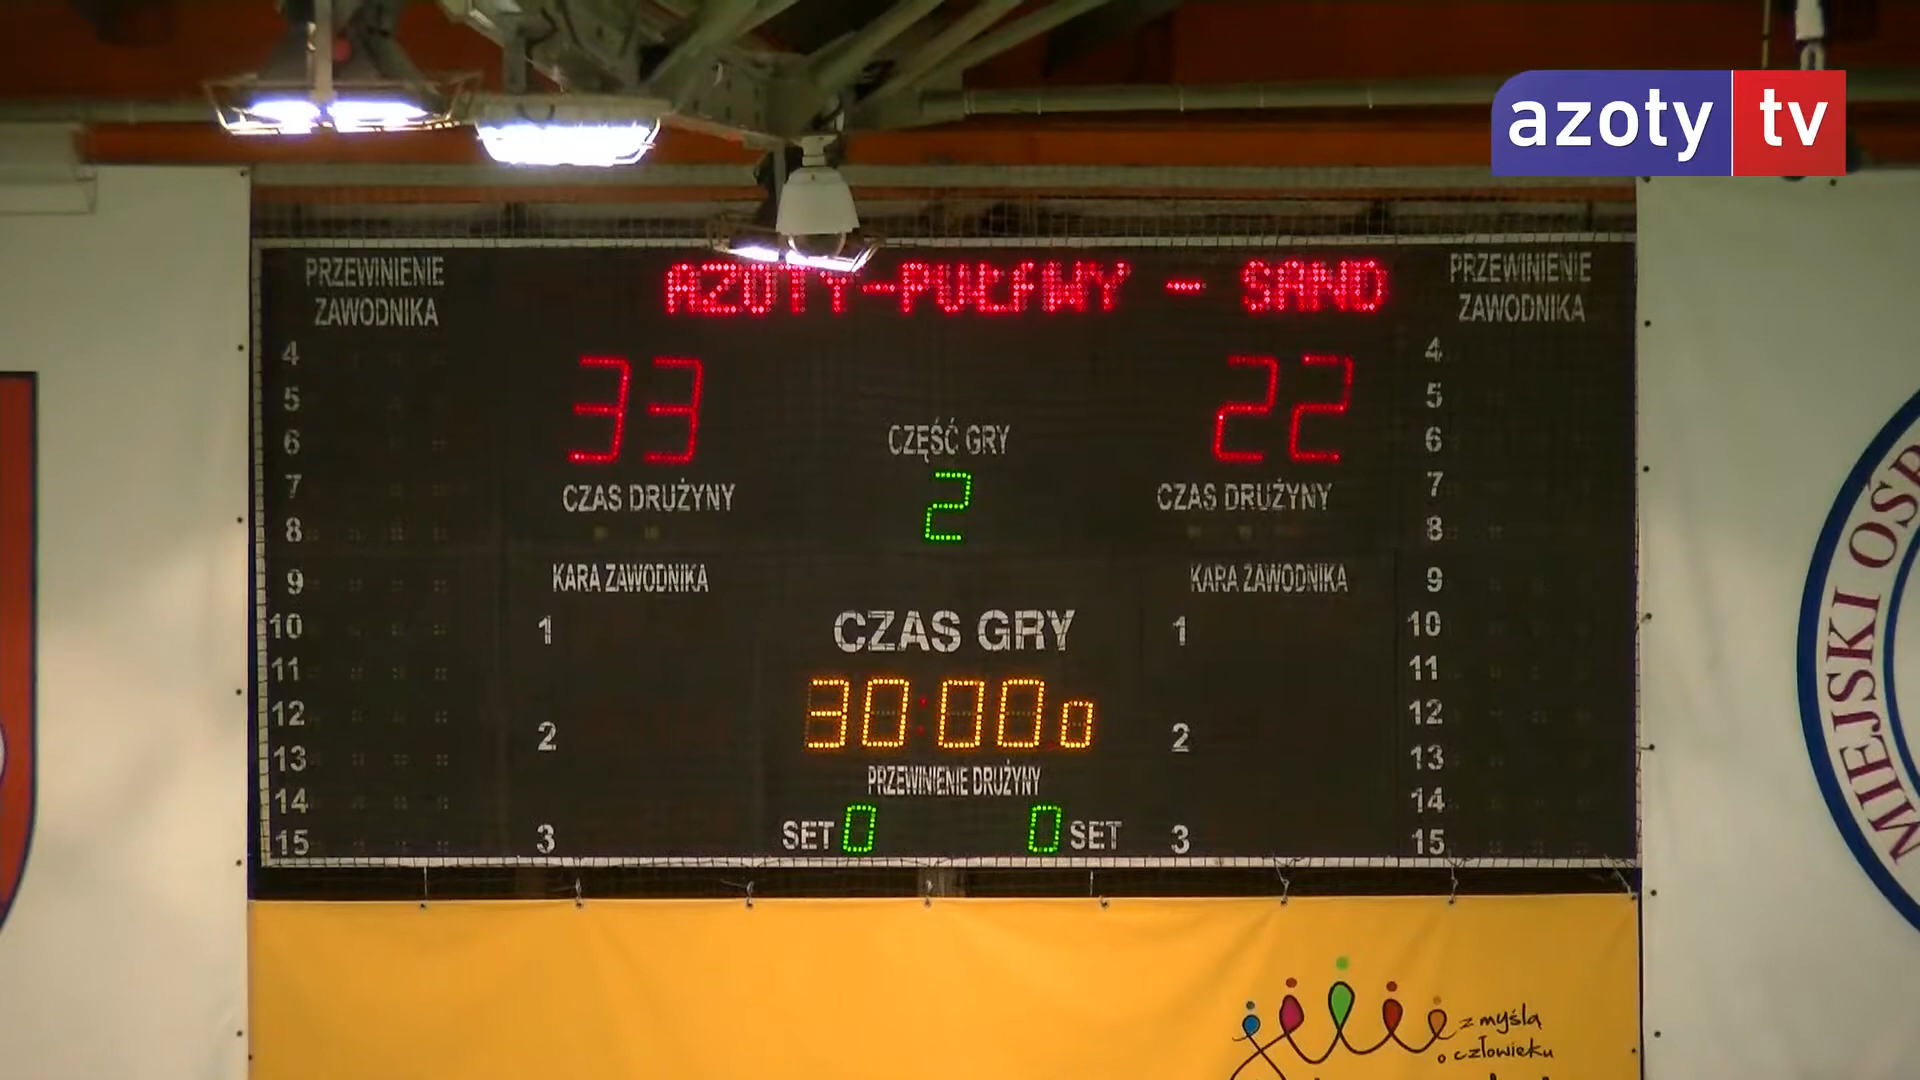 azoty tv
AZOTY-PUŁAWY - SAND
PRZEWINIENIE
ZAWODNIKA
PRZEWINIENIE
ZAWODNIKA
33
22
CZĘŚĆ GRY
2
CZAS DRUŻYNY
CZAS DRUŻYNY
KARA ZAWODNIKA
KARA ZAWODNIKA
4
5
6
7
8
9
10
11
12
13
14
15
1
2
3
CZAS GRY
30:00 0
PRZEWINIENIE DRUŻYNY
SET 0
0 SET
1
2
3
4
5
6
7
8
9
10
11
12
13
14
15
MIEJSKI
z myślą
o człowieku